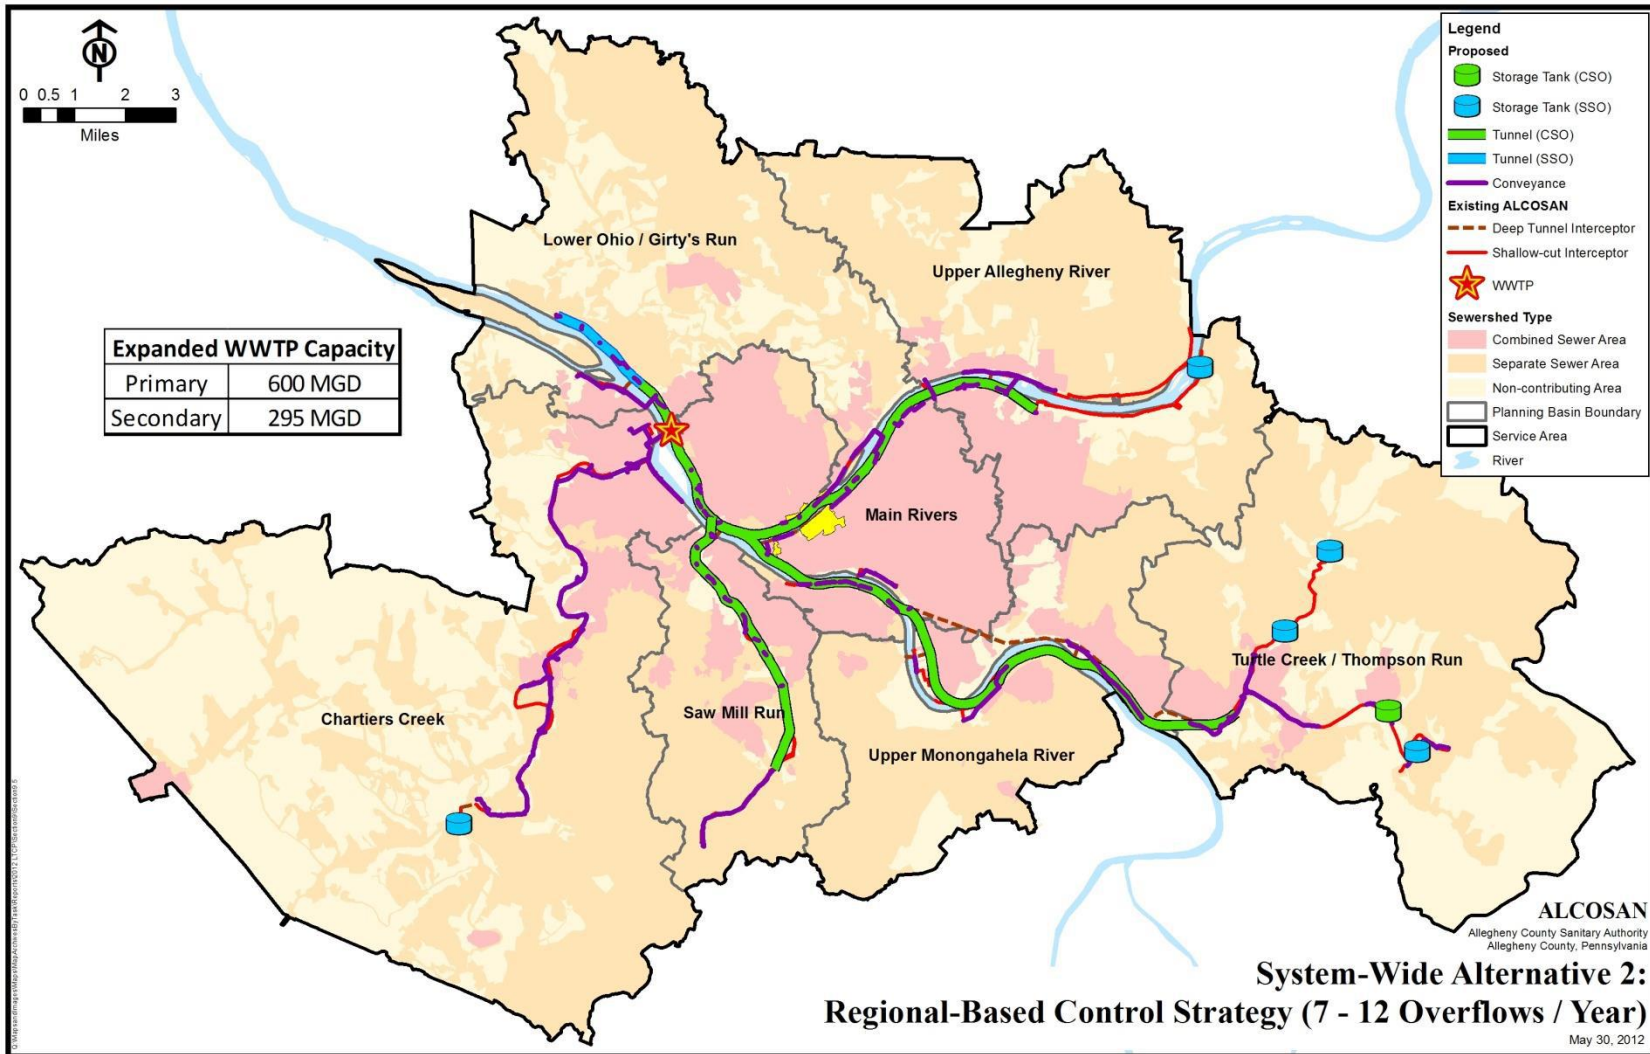 N
0 0.5 1 2 3
Miles
Legend
Proposed
Storage Tank (CSO)
Storage Tank (SSO)
Tunnel (CSO)
Tunnel (SSO)
Conveyance
Existing ALCOSAN
Deep Tunnel Interceptor
Shallow-cut Interceptor
WWTP
Sewershed Type
Combined Sewer Area
Separate Sewer Area
Non-contributing Area
Planning Basin Boundary
Service Area
River
Lower Ohio / Girty's Run
Upper Allegheny River
Expanded WWTP Capacity
Primary 600 MGD
Secondary 295 MGD
Main Rivers
Turtle Creek / Thompson Run
Chartiers Creek
Saw Mill Run
Upper Monongahela River
ALCOSAN
Allegheny County Sanitary Authority
Allegheny County, Pennsylvania
System-Wide Alternative 2:
Regional-Based Control Strategy (7 - 12 Overflows / Year)
May 30, 2012